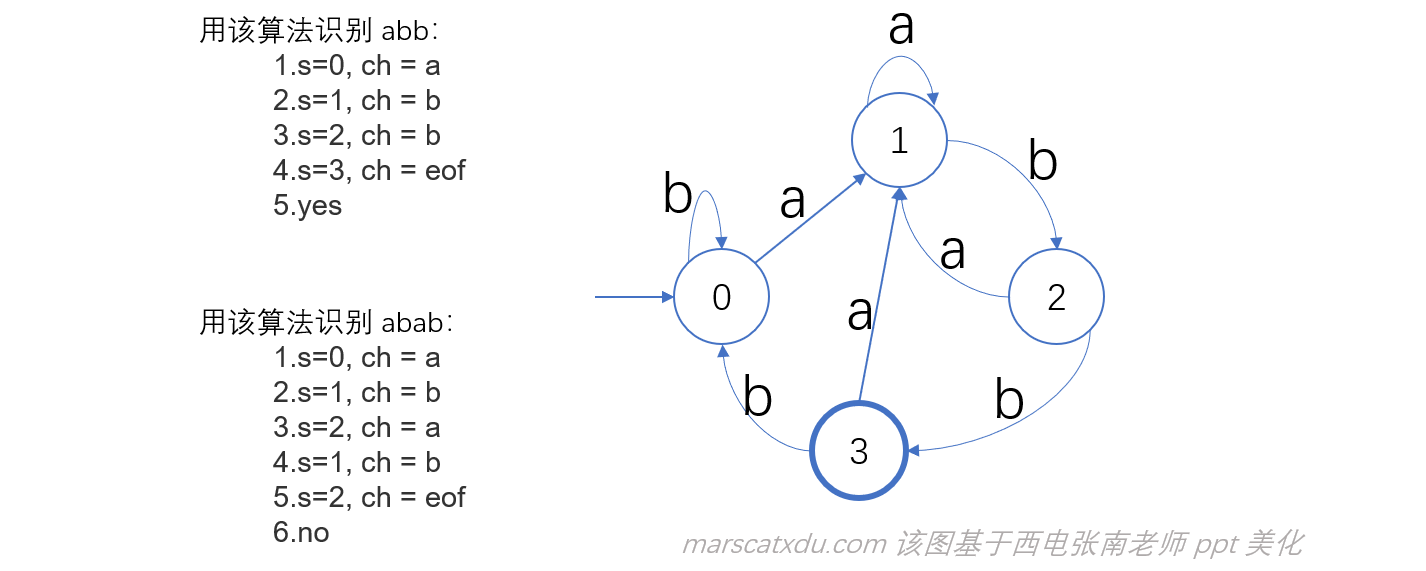 用该算法识别 abb:
1.s=0, ch = a
2.s=1, ch = b
3.s=2, ch = b
4.s=3, ch = eof
5.yes
用该算法识别 abab:
1.s=0, ch = a
2.s=1, ch = b
3.s=2, ch = a
4.s=1, ch = b
5.s=2, ch = eof
6.no
a
1
b
b
a
a
0
2
a
b
b
3
marscatxdu.com 该图基于西电张南老师 ppt 美化